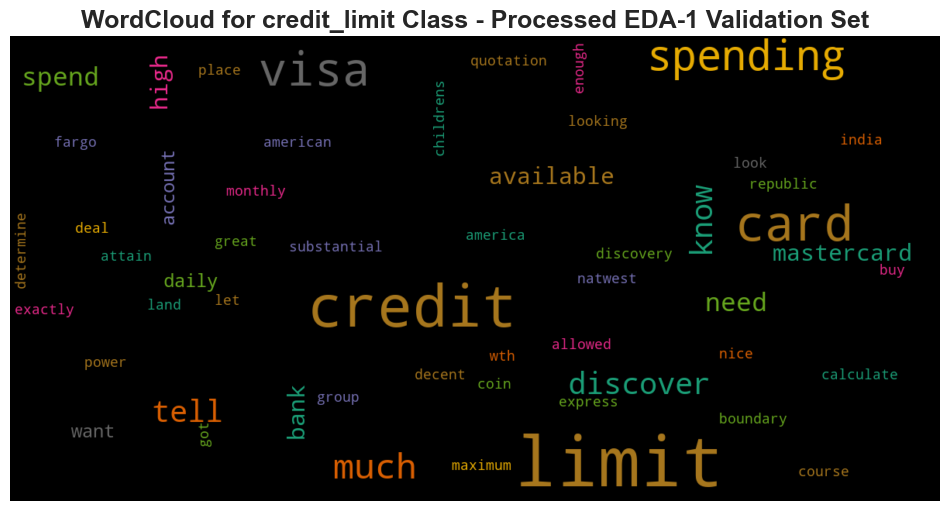 WordCloud for credit_limit Class - Processed EDA-1 Validation Set
spend
high
place
visa
quotation
enough
spending
childrens
looking
fargo
american
india
account
look
available
republic
monthly
know
card
determine
deal
great
substantial
america
mastercard
attain
discovery
buy
daily
natwest
exactly
land
let
credit
need
allowed
wth
nice
power
decent
coin
discover
calculate
bank
group
express
tell
boundary
want
got
much
maximum
limit
course